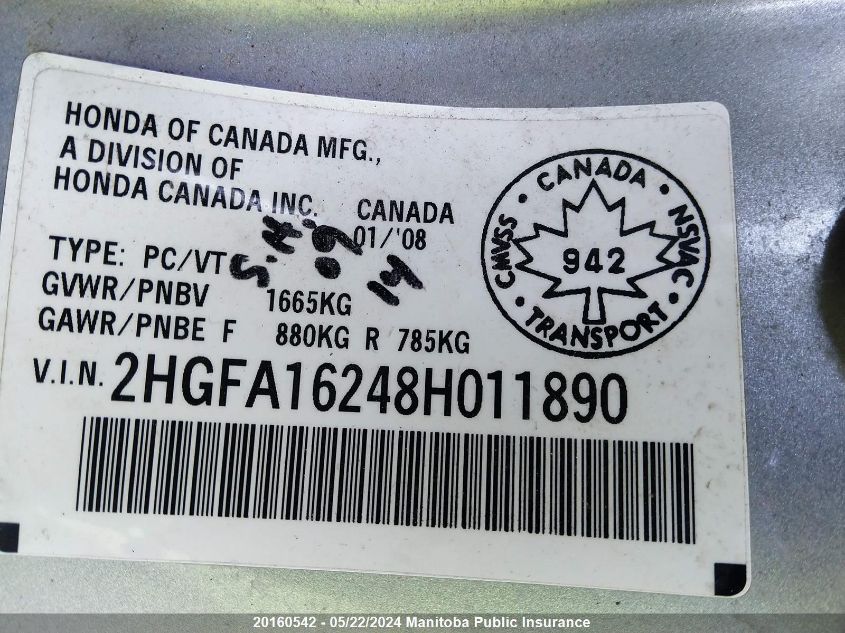 HONDA OF CANADA MFG.,
A DIVISION OF
HONDA CANADA INC.
CANADA
01/'08
TYPE: PC/VT
GVWR/PNBV 1665KG
GAWR/PNBE F 880KG R 785KG
V.I.N. 2HGFA16248H011890
CMVSS • CANADA • NSVAC • TRANSPORT •
942
14
20160542 - 05/22/2024 Manitoba Public Insurance